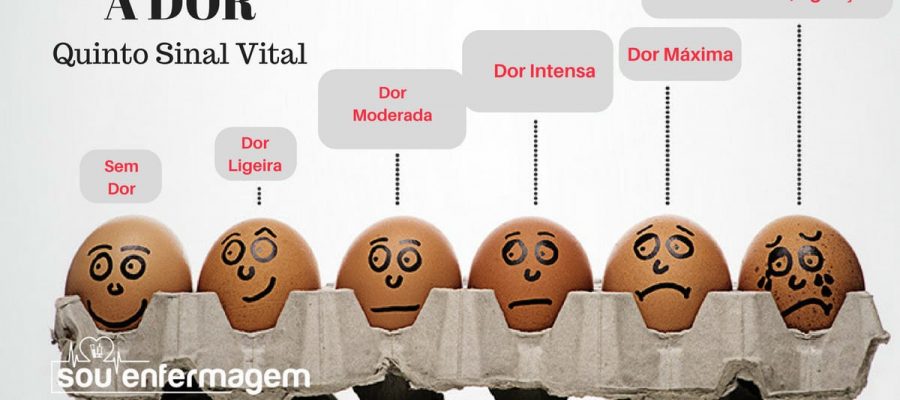 A DOR
Quinto Sinal Vital
Sem
Dor
Dor
Ligeira
Dor
Moderada
Dor Intensa
Dor Máxima
sou enfermagem